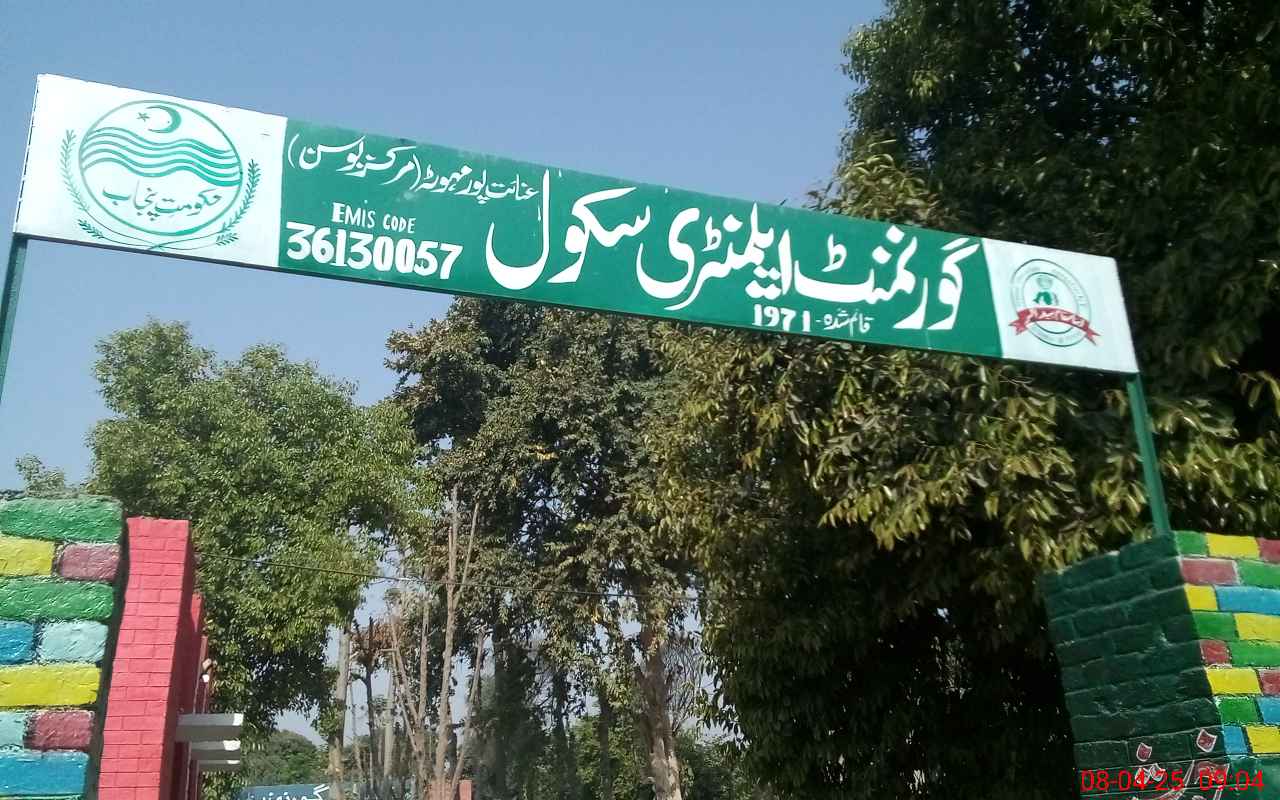 گورنمنٹ ایلمنٹری سکول
عنائت پور مہوٹہ (مرکز بوسن)
EMIS CODE
36130057
قائم شدہ - 1971
حکومت پنجاب
08-04-25 09:04